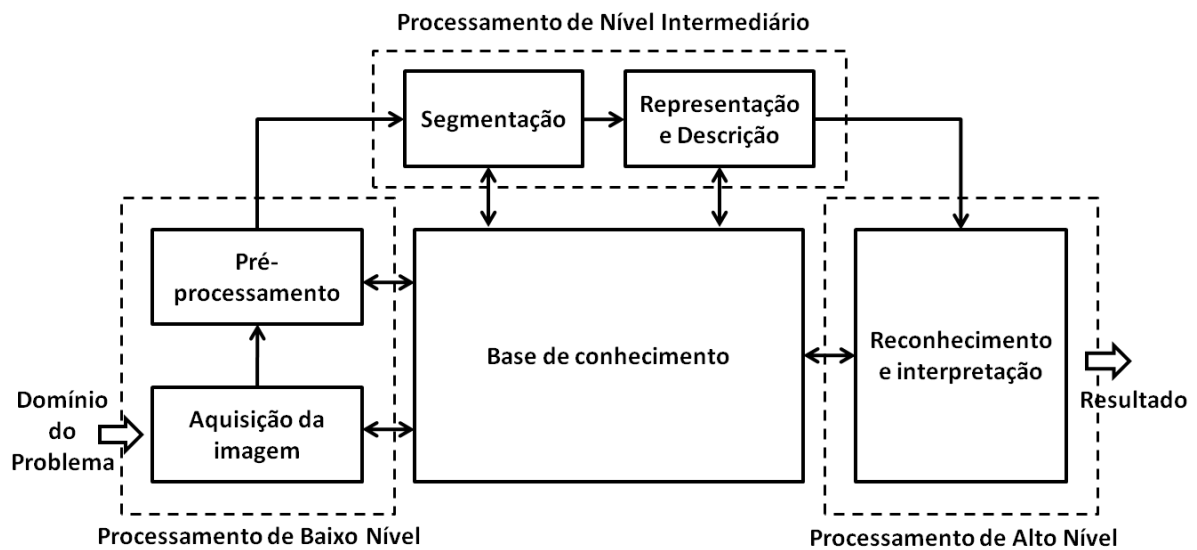 Processamento de Nível Intermediário
Segmentação
Representação
e Descrição
Pré-
processamento
Base de conhecimento
Reconhecimento
e interpretação
Domínio
do
Problema
Aquisição da
imagem
Resultado
Processamento de Baixo Nível
Processamento de Alto Nível